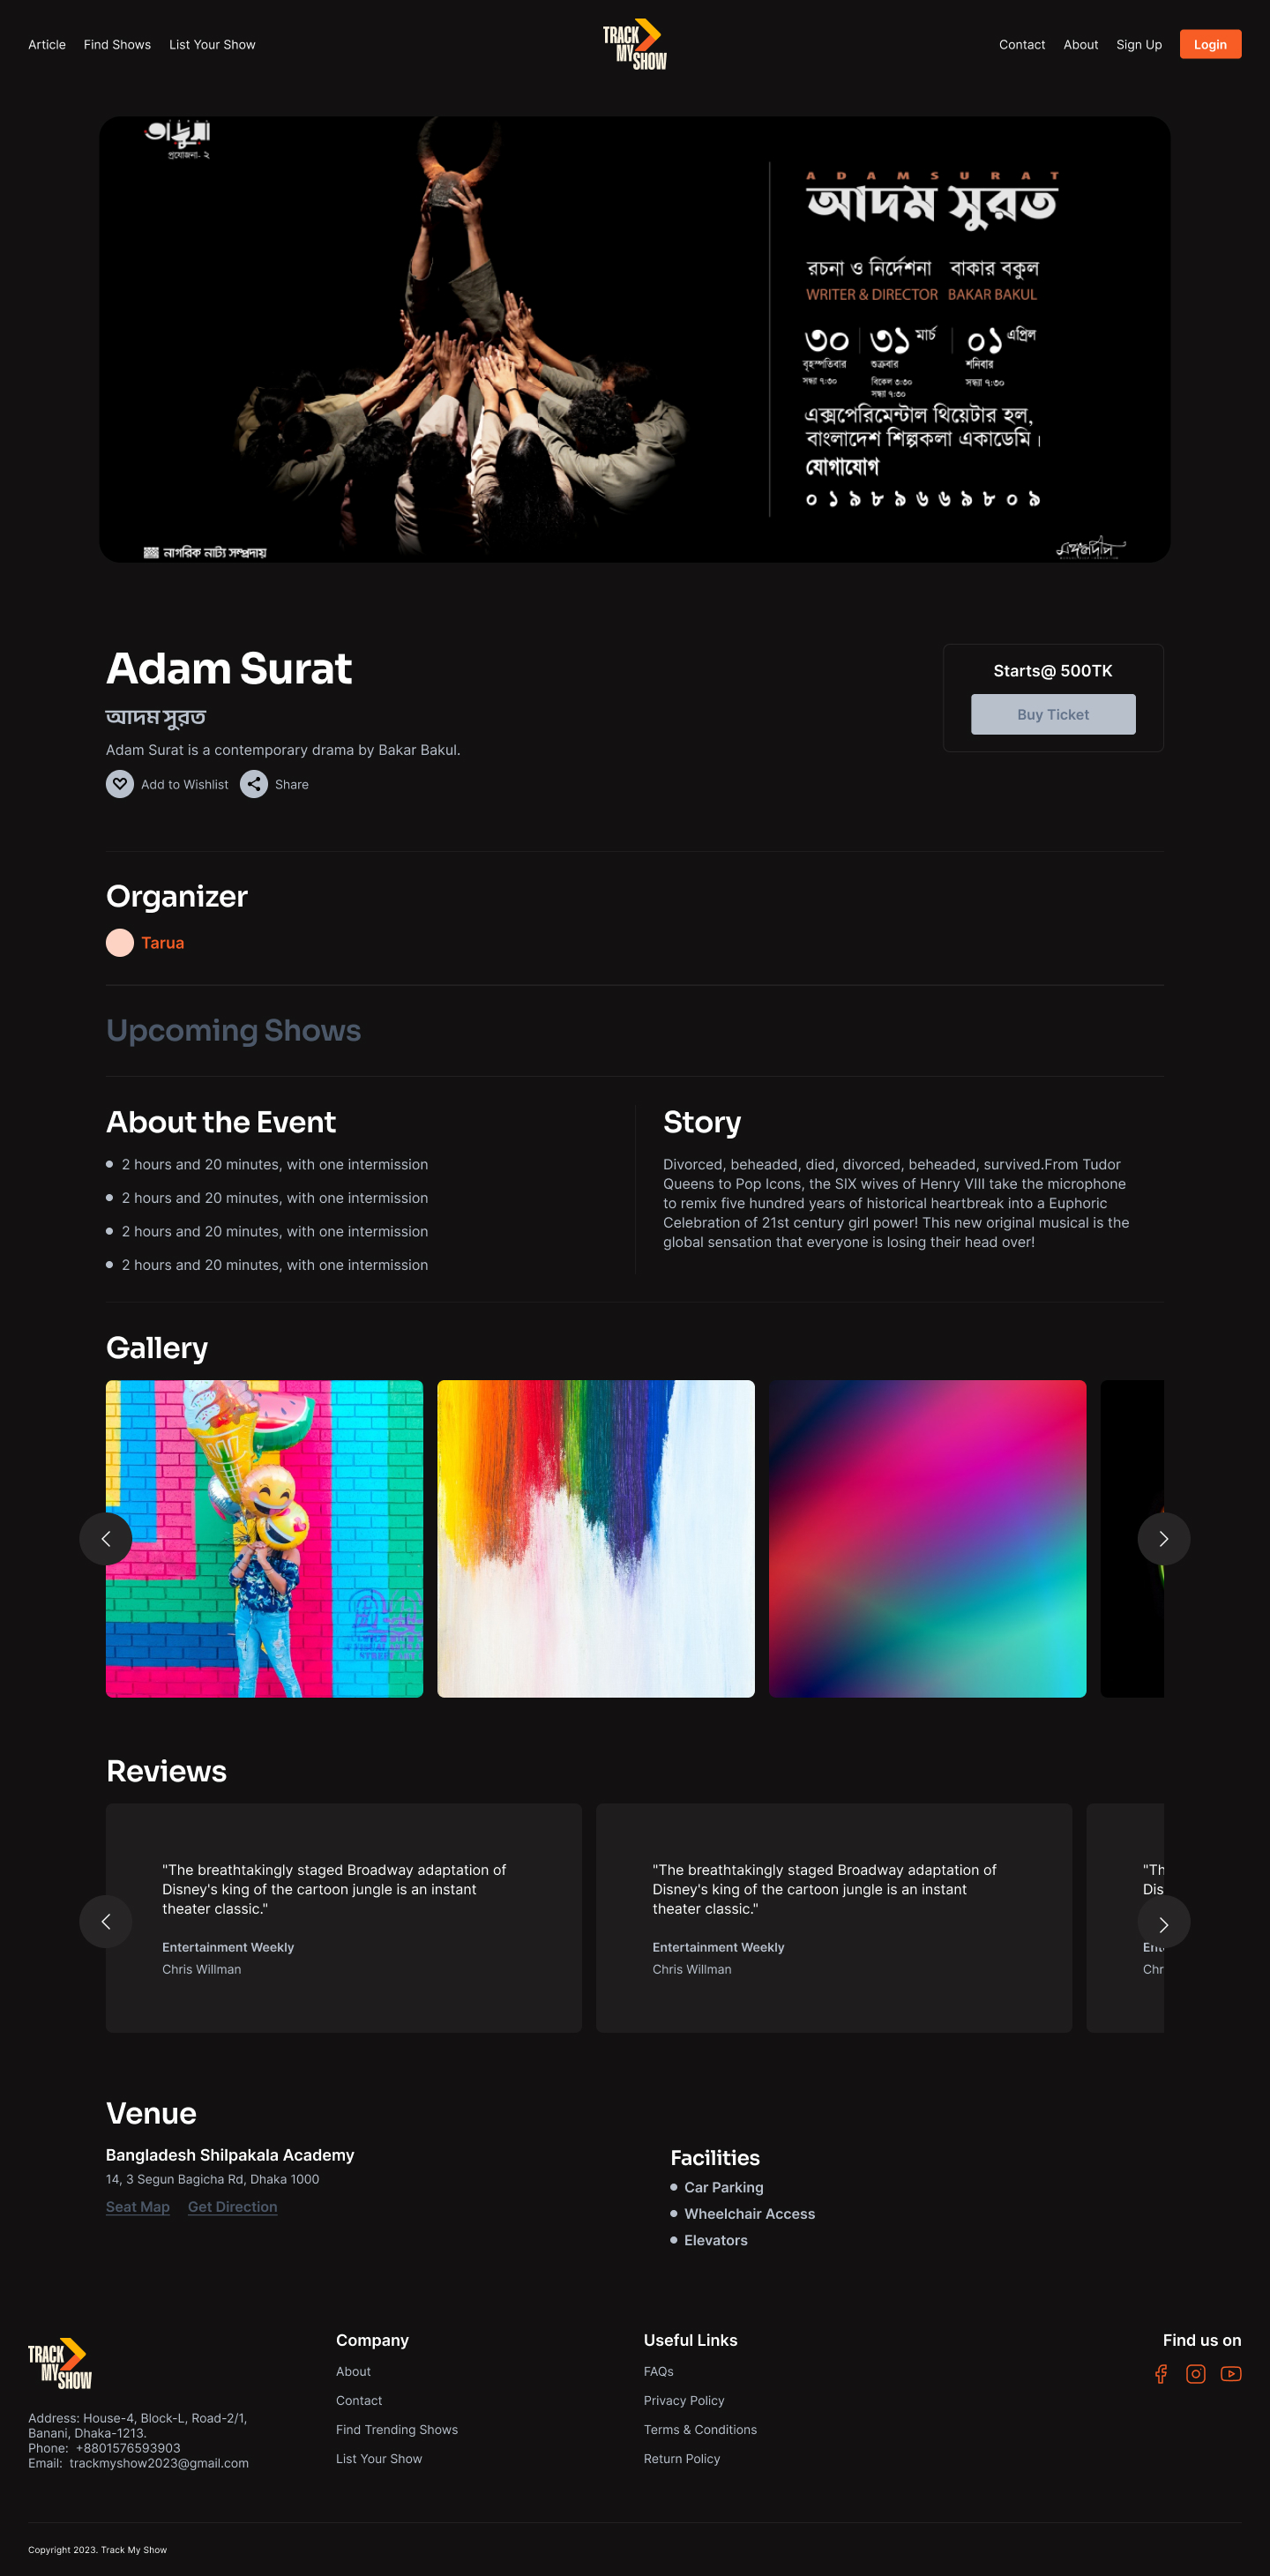 Article
Find Shows
List Your Show
TRACK
MY
SHOW
Contact
About
Sign Up
Login
তাড়ুয়া
প্রযোজনা- ২
ADAM SURAT
আদম সুরত
রচনা ও নির্দেশনা বাকার বকুল
WRITER & DIRECTOR BAKAR BAKUL
৩০ ৩১ মার্চ ০১ এপ্রিল
বৃহস্পতিবার শুক্রবার শনিবার
সন্ধ্যা ৭:৩০ বিকেল ৩:৩০ সন্ধ্যা ৭:৩০
সন্ধ্যা ৭:৩০
এক্সপেরিমেন্টাল থিয়েটার হল,
বাংলাদেশ শিল্পকলা একাডেমি।
যোগাযোগ
০১৯৮৯৬৬৯৮০৯
নাগরিক নাট্য সম্প্রদায়
Adam Surat
আদম সুরত
Adam Surat is a contemporary drama by Bakar Bakul.
Add to Wishlist
Share
Starts@ 500TK
Buy Ticket
Organizer
Tarua
Upcoming Shows
About the Event
2 hours and 20 minutes, with one intermission
2 hours and 20 minutes, with one intermission
2 hours and 20 minutes, with one intermission
2 hours and 20 minutes, with one intermission
Story
Divorced, beheaded, died, divorced, beheaded, survived.From Tudor
Queens to Pop Icons, the SIX wives of Henry VIII take the microphone
to remix five hundred years of historical heartbreak into a Euphoric
Celebration of 21st century girl power! This new original musical is the
global sensation that everyone is losing their head over!
Gallery
Reviews
"The breathtakingly staged Broadway adaptation of
Disney's king of the cartoon jungle is an instant
theater classic."
Entertainment Weekly
Chris Willman
"The breathtakingly staged Broadway adaptation of
Disney's king of the cartoon jungle is an instant
theater classic."
Entertainment Weekly
Chris Willman
"Th
Dis
Ent
Chr
Venue
Bangladesh Shilpakala Academy
14, 3 Segun Bagicha Rd, Dhaka 1000
Seat Map
Get Direction
Facilities
Car Parking
Wheelchair Access
Elevators
TRACK
MY
SHOW
Address: House-4, Block-L, Road-2/1,
Banani, Dhaka-1213.
Phone: +8801576593903
Email: trackmyshow2023@gmail.com
Company
About
Contact
Find Trending Shows
List Your Show
Useful Links
FAQs
Privacy Policy
Terms & Conditions
Return Policy
Find us on
Copyright 2023. Track My Show